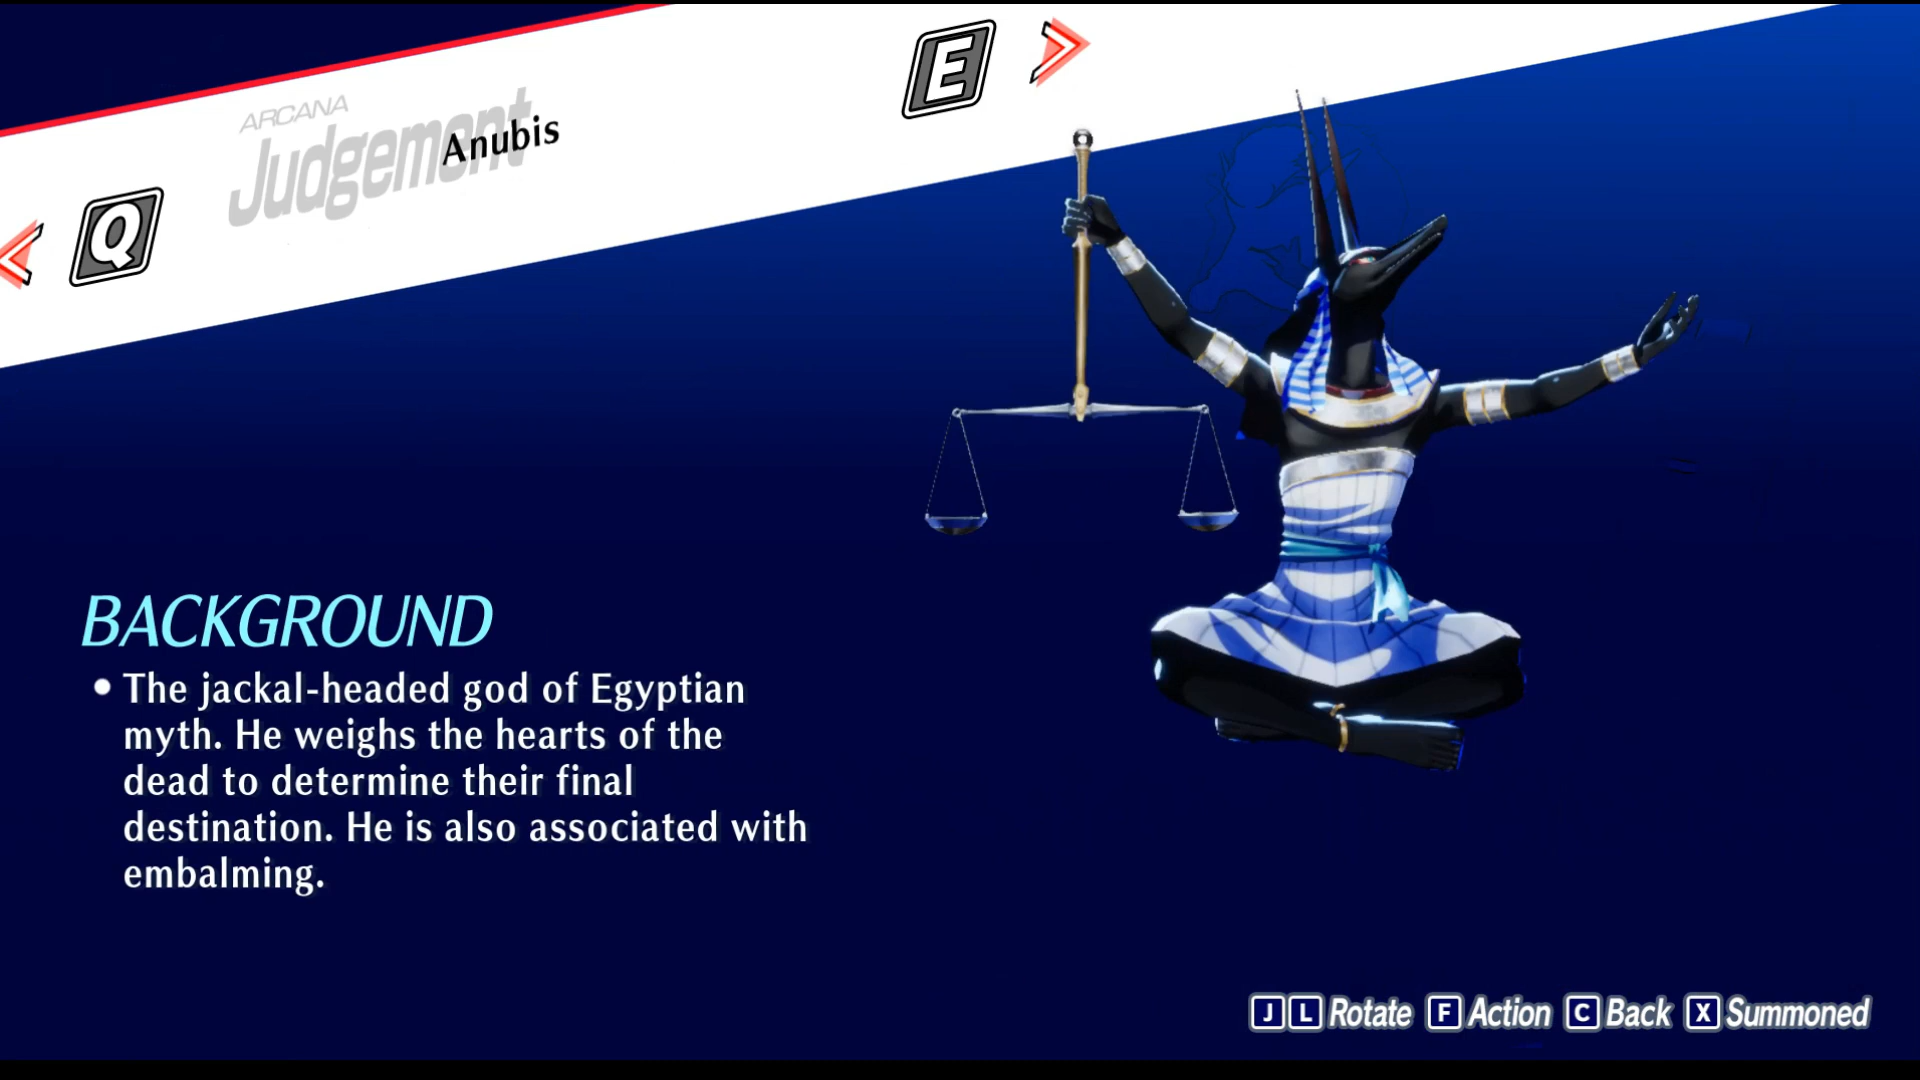 ARCANA
Judgement
Anubis
E
Q
BACKGROUND
• The jackal-headed god of Egyptian
myth. He weighs the hearts of the
dead to determine their final
destination. He is also associated with
embalming.
J L Rotate F Action C Back X Summoned